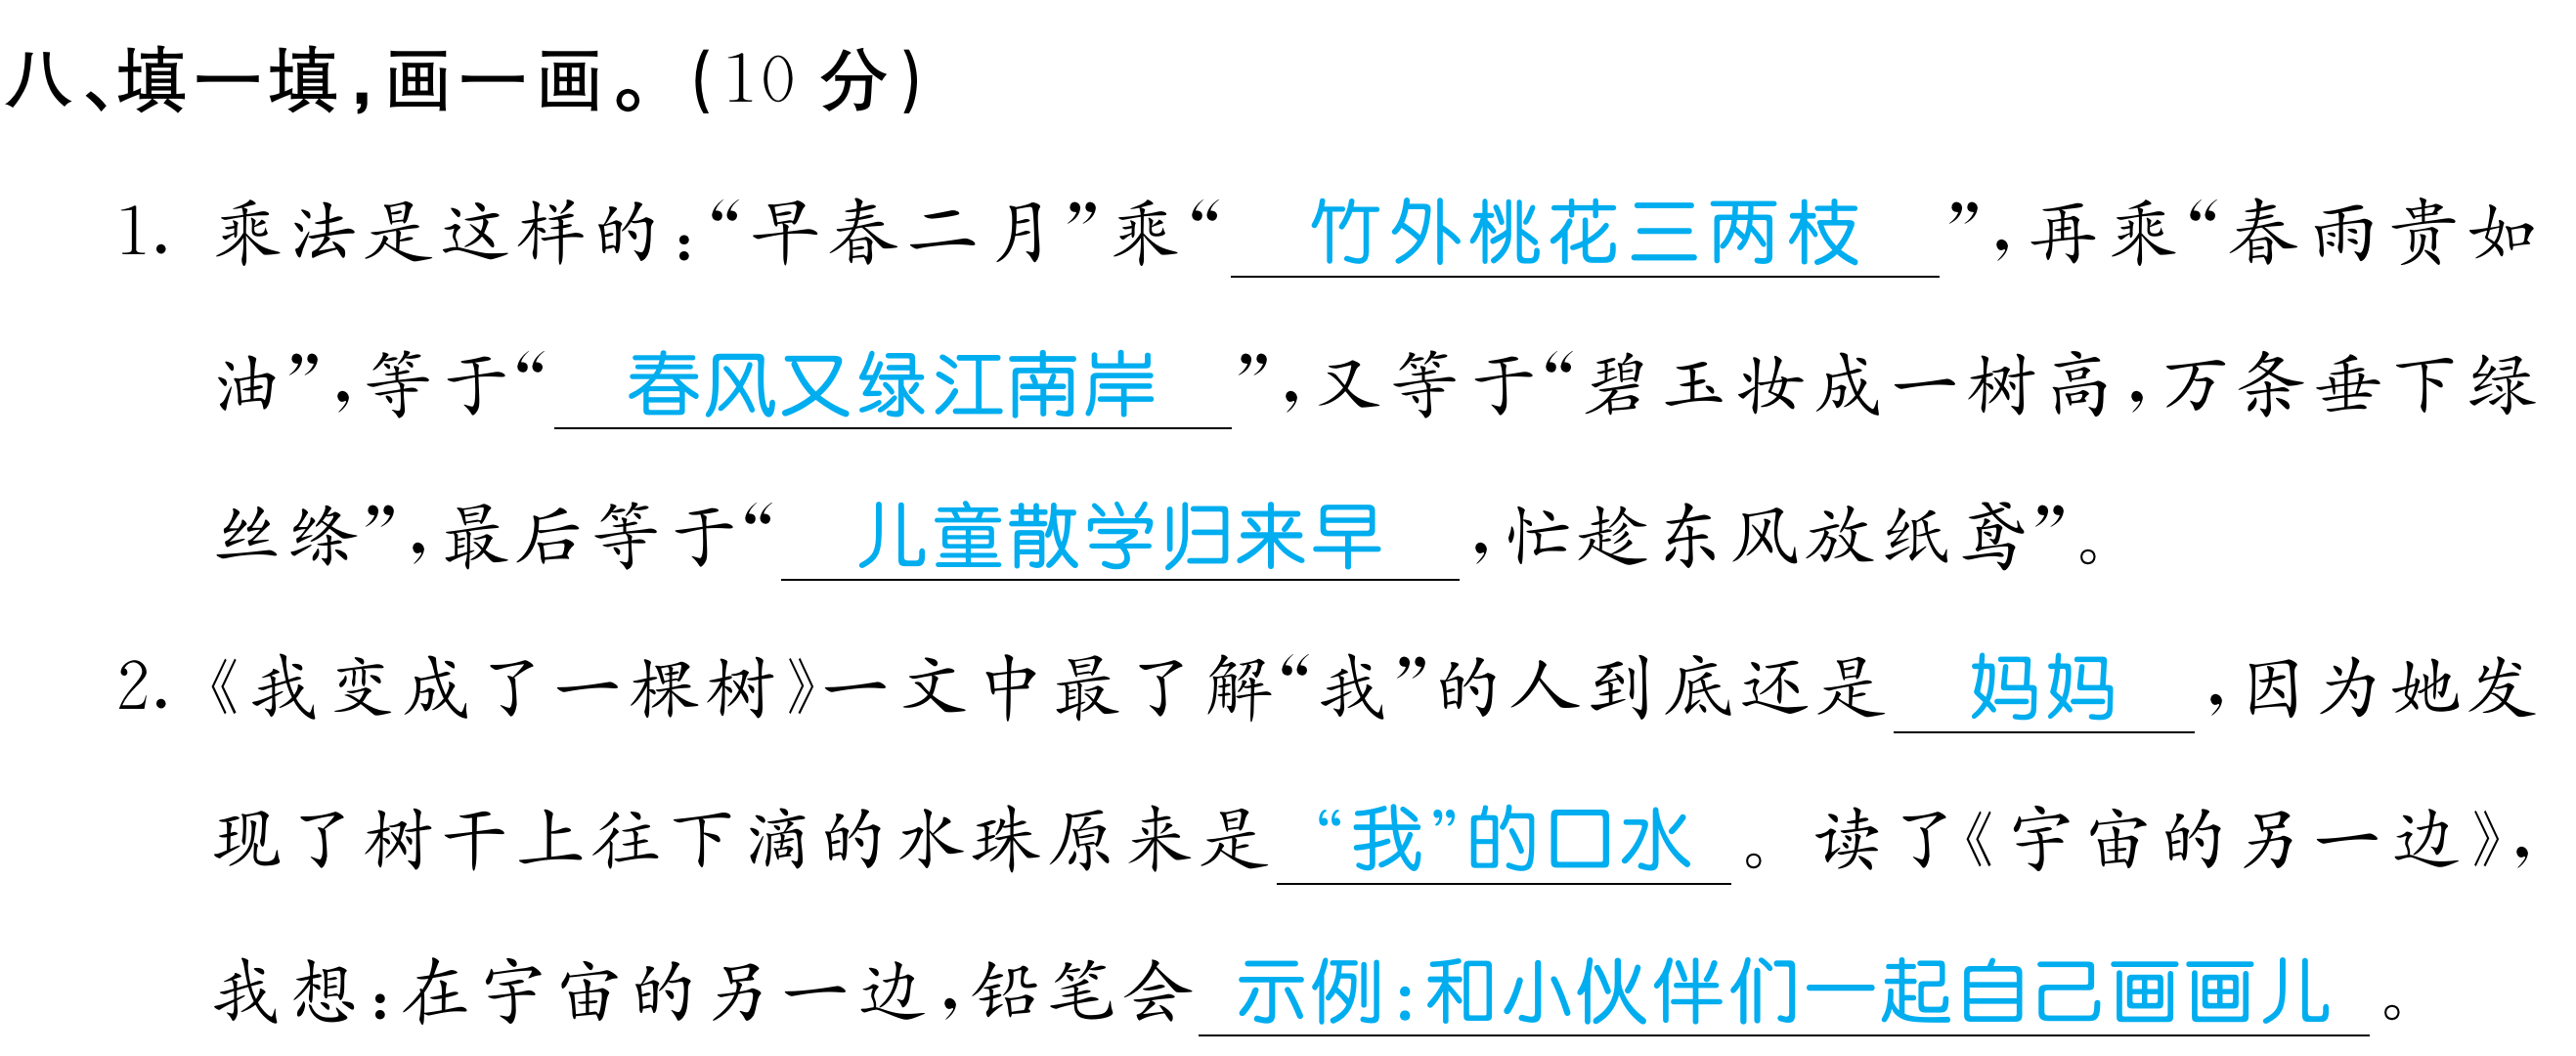 八、填一填,画一画。(10 分)
1. 乘法是这样的:“早春二月”乘“竹外桃花三两枝”,再乘“春雨贵如
油”,等于“春风又绿江南岸”,又等于“碧玉妆成一树高,万条垂下绿
丝绦”,最后等于“儿童散学归来早,忙趁东风放纸鸢”。
2.《我变成了一棵树》一文中最了解“我”的人到底还是妈妈,因为她发
现了树干上往下滴的水珠原来是“我”的口水。读了《宇宙的另一边》,
我想:在宇宙的另一边,铅笔会示例:和小伙伴们一起自己画画儿。